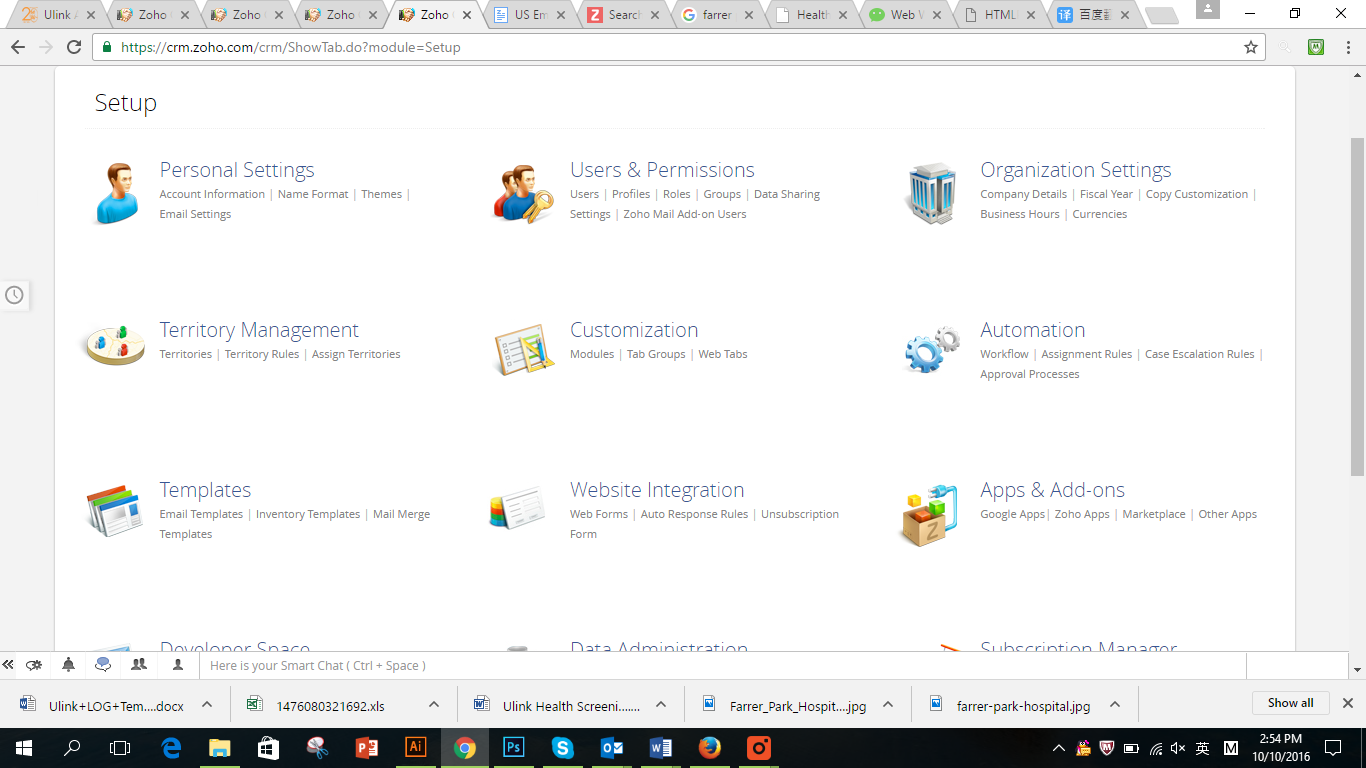 Ulink A
Zoho
Zoho
Zoho
Zoho
US Em
Search
farrer
Health
Web W
HTML
百度翻
https://crm.zoho.com/crm/ShowTab.do?module=Setup
Setup
Personal Settings
Account Information | Name Format | Themes |
Email Settings
Users & Permissions
Users | Profiles | Roles | Groups | Data Sharing
Settings | Zoho Mail Add-on Users
Organization Settings
Company Details | Fiscal Year | Copy Customization |
Business Hours | Currencies
Territory Management
Territories | Territory Rules | Assign Territories
Customization
Modules | Tab Groups | Web Tabs
Automation
Workflow | Assignment Rules | Case Escalation Rules |
Approval Processes
Templates
Email Templates | Inventory Templates | Mail Merge
Templates
Website Integration
Web Forms | Auto Response Rules | Unsubscription
Form
Apps & Add-ons
Google Apps| Zoho Apps | Marketplace | Other Apps
Developer Space
Data Administration
Subscription Manager
Here is your Smart Chat ( Ctrl + Space )
Ulink+LOG+Tem....docx
1476080321692.xls
Ulink Health Screeni.......
Farrer_Park_Hospit....jpg
farrer-park-hospital.jpg
Show all
英
M
2:54 PM
10/10/2016